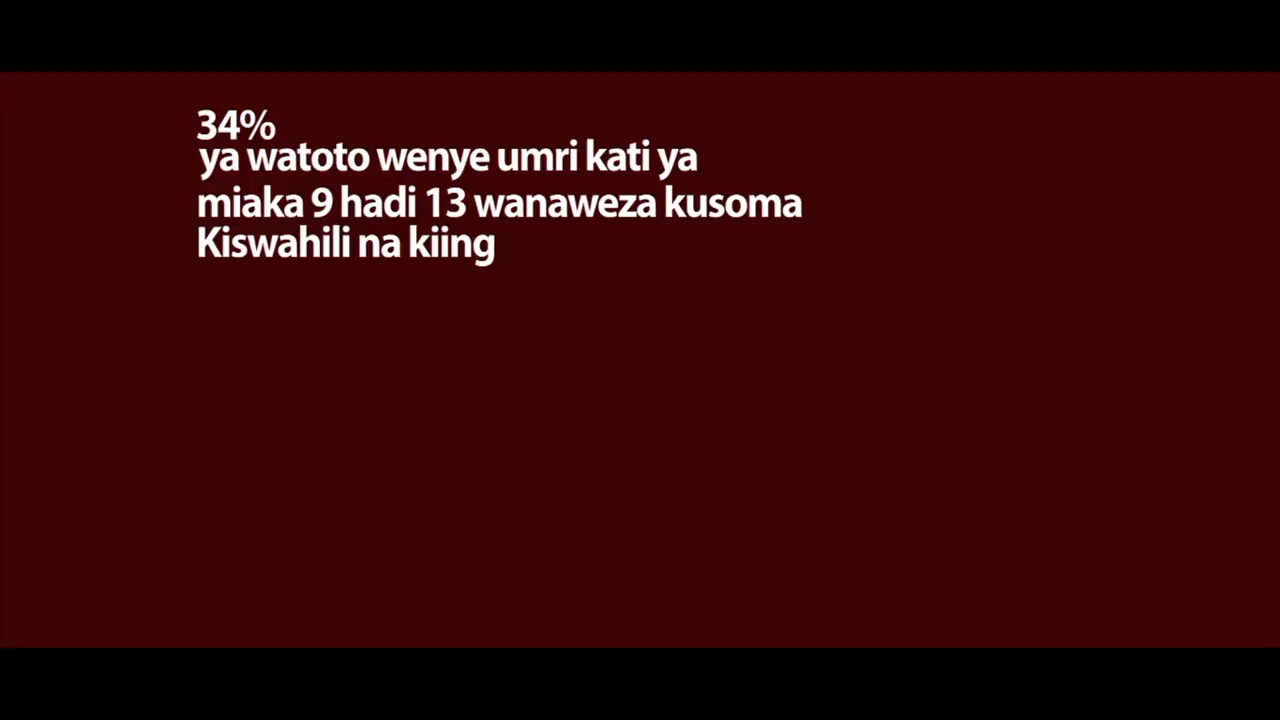 34%
ya watoto wenye umri kati ya
miaka 9 hadi 13 wanaweza kusoma
Kiswahili na kiing